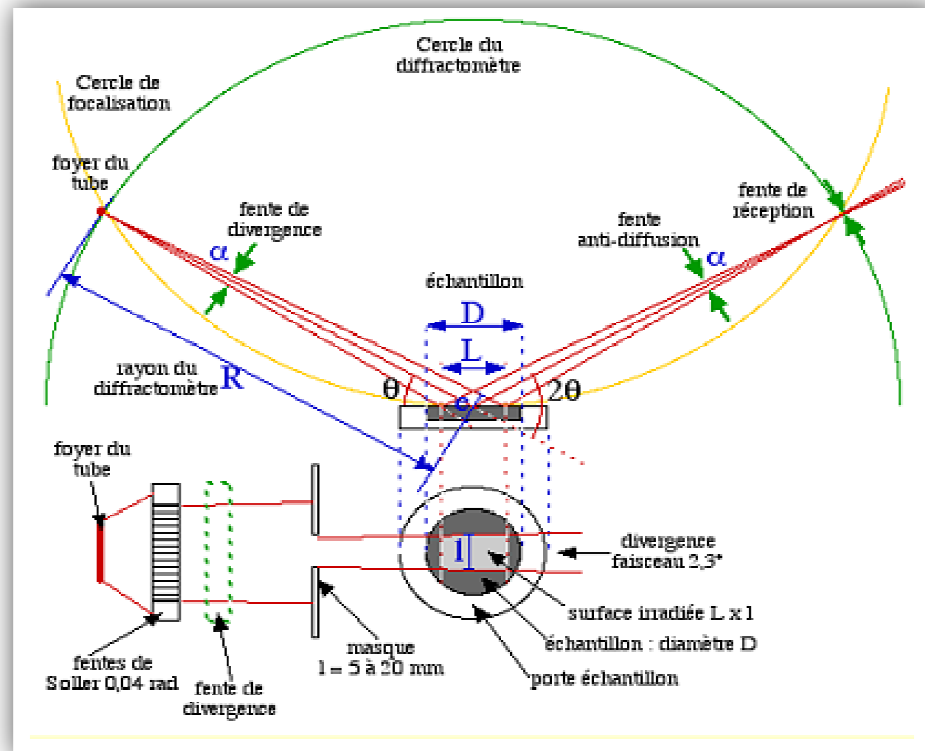 Cercle du
diffractomètre
Cercle de
focalisation
foyer du
tube
fente de
divergence
α
fente
anti-diffusion
α
fente de
réception
échantillon
D
L
rayon du
diffractomètre
R
θ
e
2θ
foyer du
tube
l
divergence
faisceau 2,3°
surface irradiée L x l
échantillon : diamètre D
porte échantillon
masque
l = 5 à 20 mm
fentes de
Soller 0,04 rad
fente de
divergence